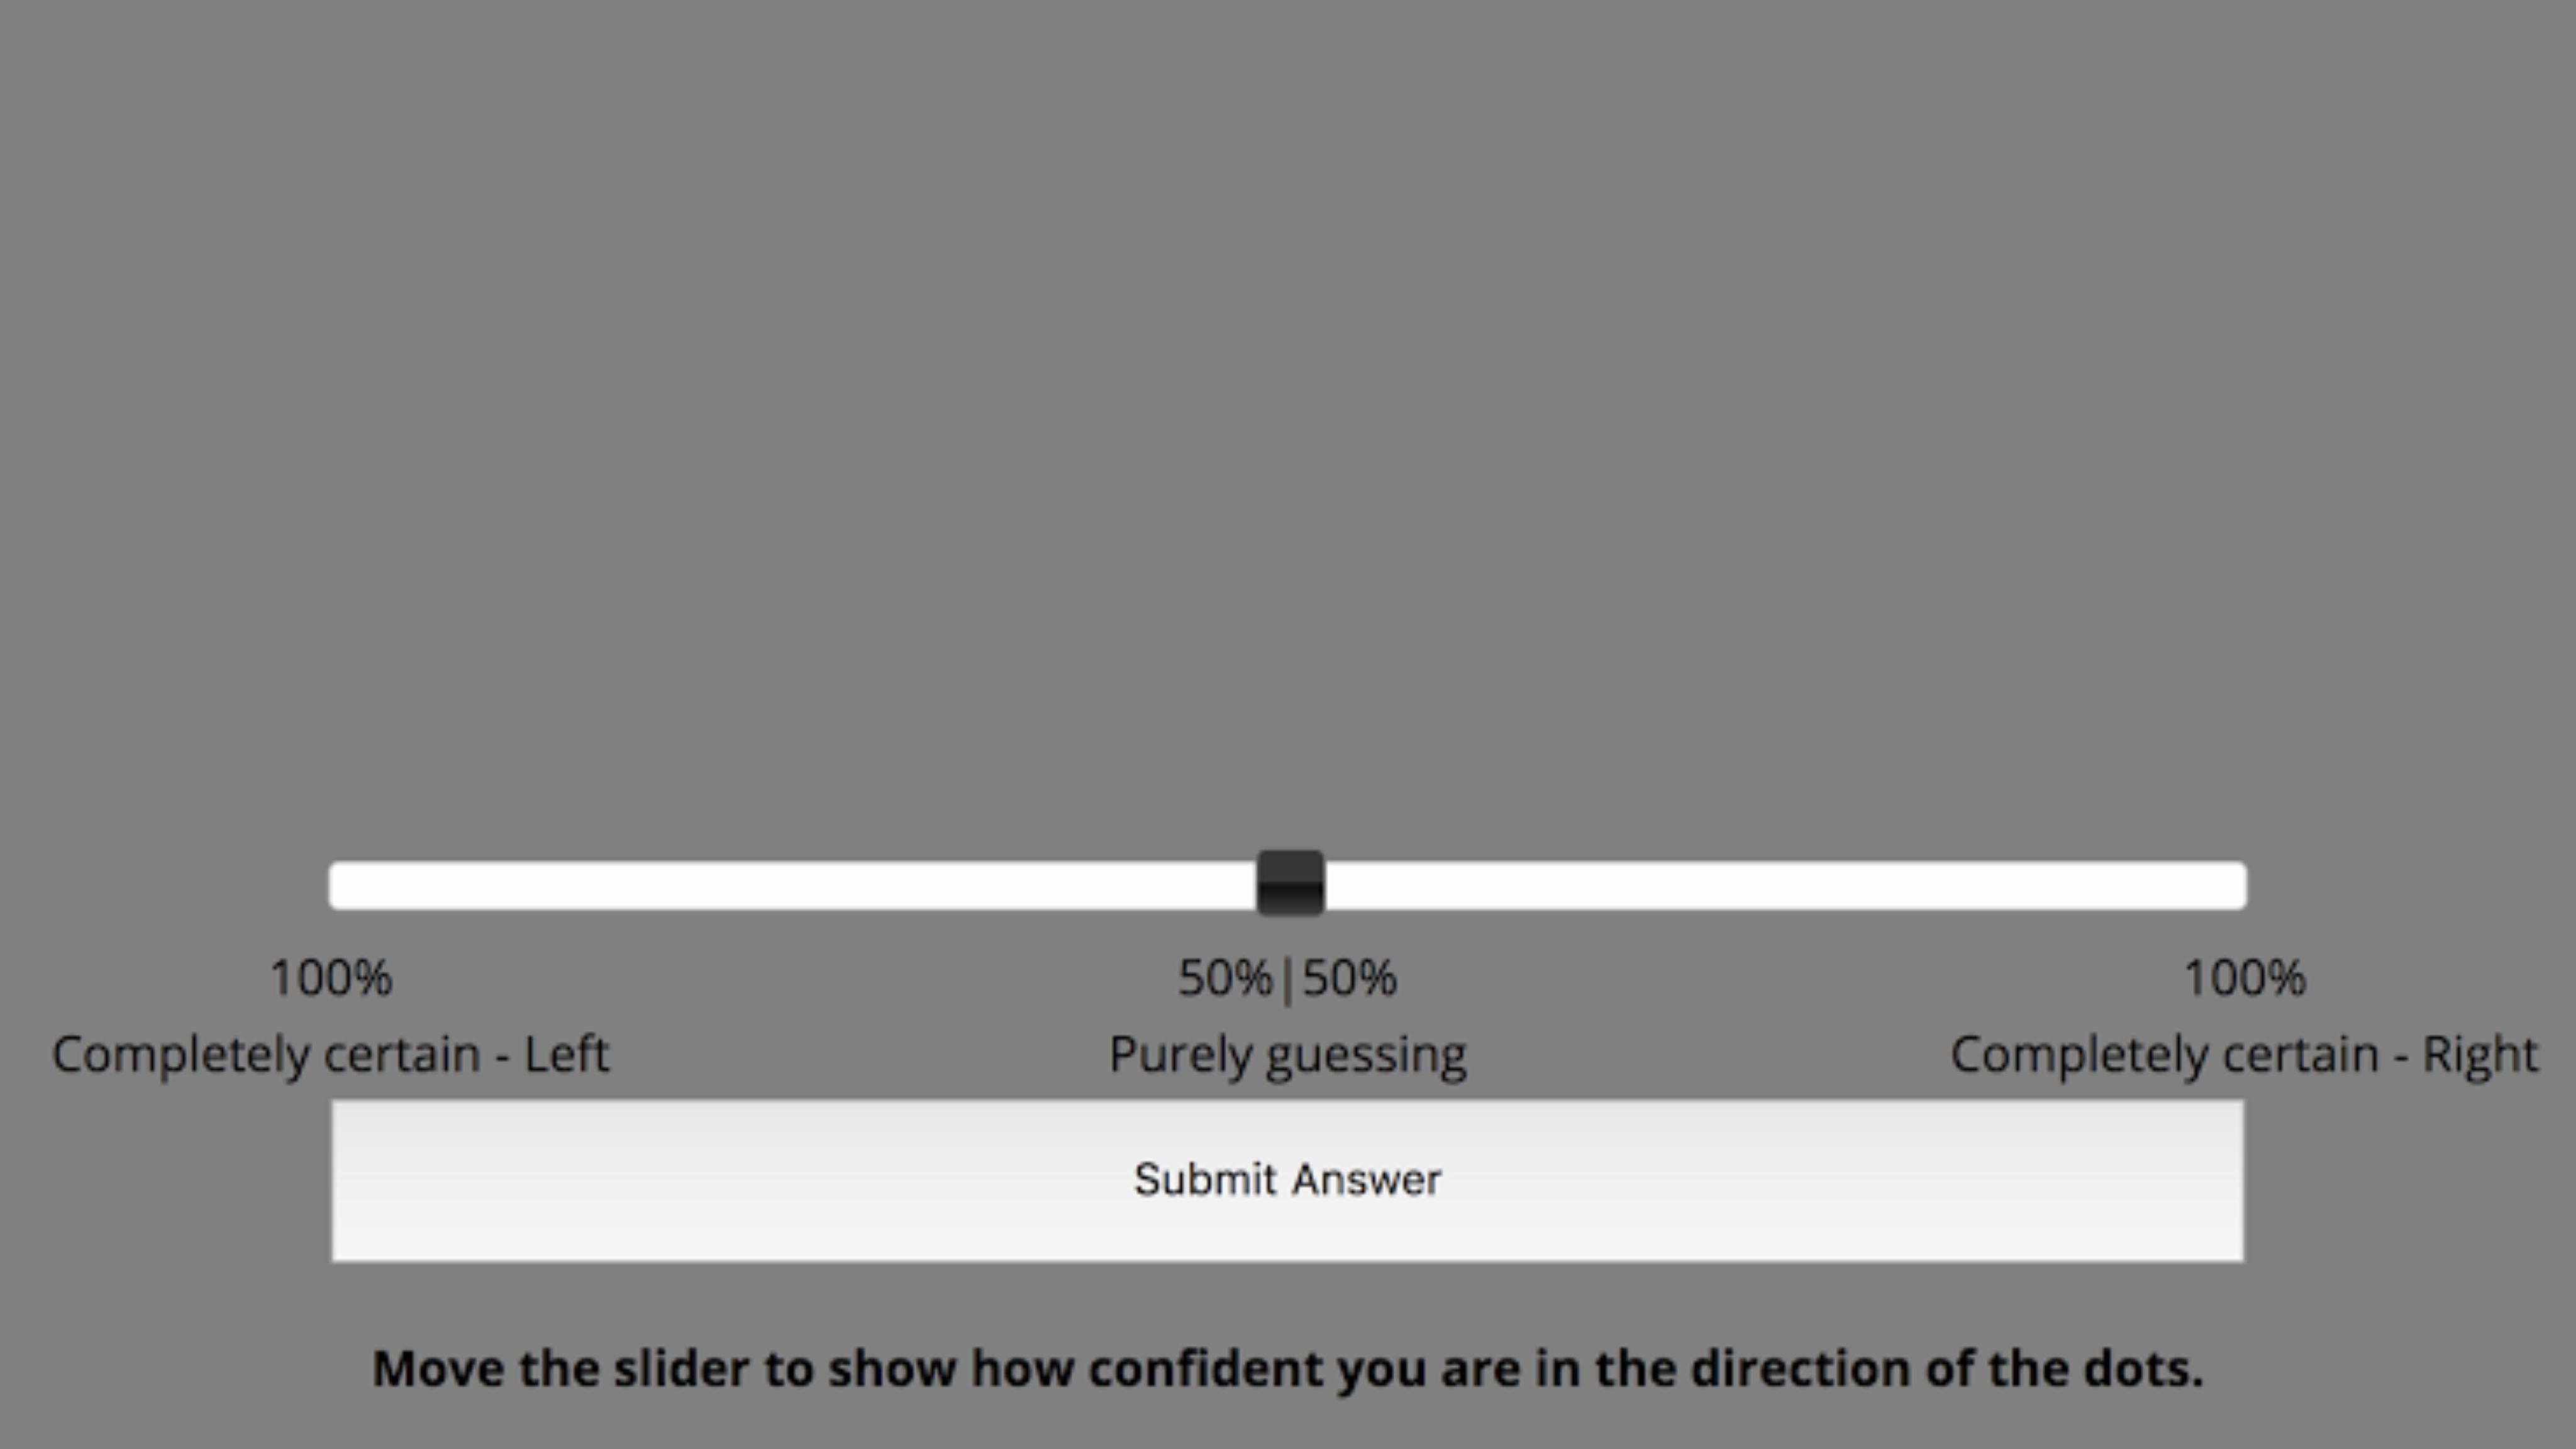 100% 50%|50% 100%
Completely certain - Left Purely guessing Completely certain - Right
Submit Answer
Move the slider to show how confident you are in the direction of the dots.